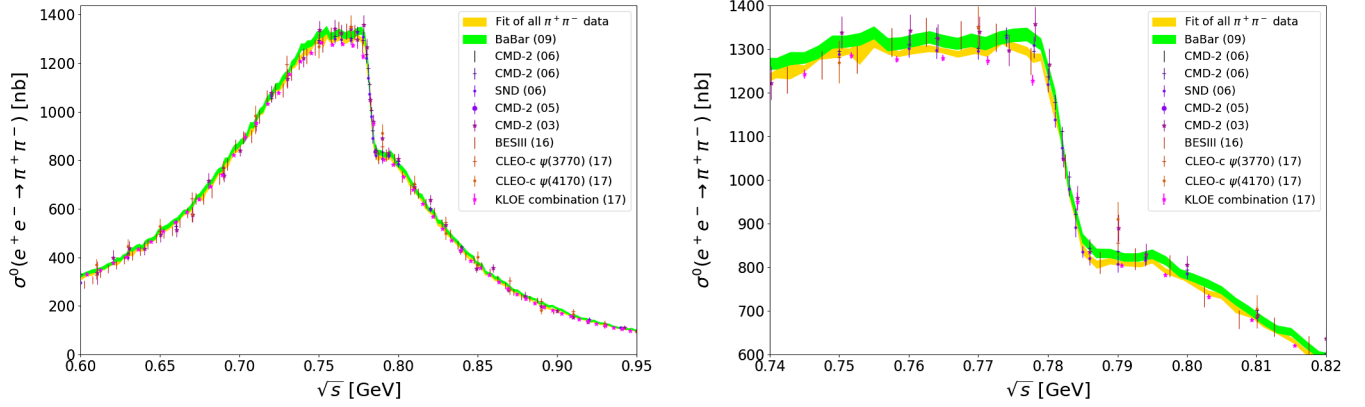 1400
1200
1000
800
600
400
200
0
σ⁰(e⁺ e⁻ → π⁺ π⁻) [nb]
Fit of all π⁺ π⁻ data
BaBar (09)
CMD-2 (06)
CMD-2 (06)
SND (06)
CMD-2 (05)
CMD-2 (03)
BESIII (16)
CLEO-c ψ(3770) (17)
CLEO-c ψ(4170) (17)
KLOE combination (17)
0.60 0.65 0.70 0.75 0.80 0.85 0.90 0.95
√s [GeV]
1400
1300
1200
1100
1000
900
800
700
600
σ⁰(e⁺ e⁻ → π⁺ π⁻) [nb]
Fit of all π⁺ π⁻ data
BaBar (09)
CMD-2 (06)
CMD-2 (06)
SND (06)
CMD-2 (05)
CMD-2 (03)
BESIII (16)
CLEO-c ψ(3770) (17)
CLEO-c ψ(4170) (17)
KLOE combination (17)
0.74 0.75 0.76 0.77 0.78 0.79 0.80 0.81 0.82
√s [GeV]